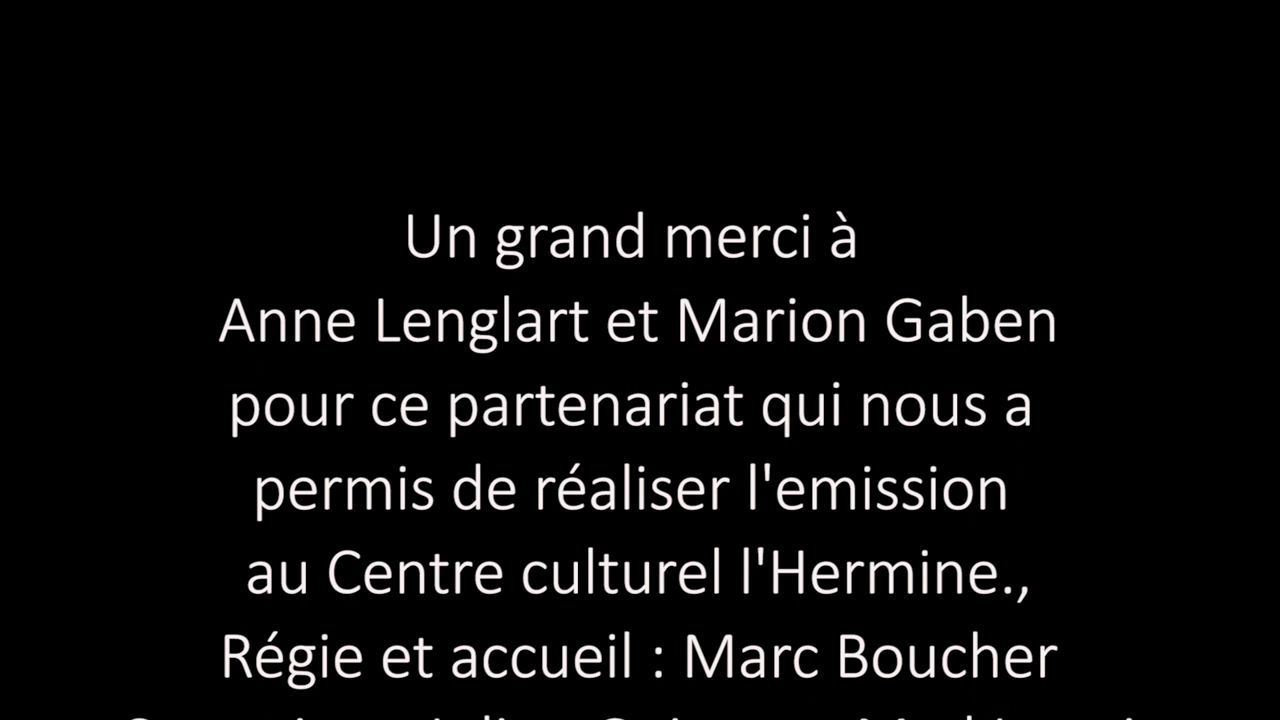 Un grand merci à
Anne Lenglart et Marion Gaben
pour ce partenariat qui nous a
permis de réaliser l'emission
au Centre culturel l'Hermine.,
Régie et accueil : Marc Boucher